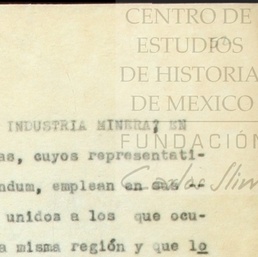 CENTRO DE
ESTUDIOS
DE HISTORIA
DE MEXICO
FUNDACIÓN
Carlos Slim
INDUSTRIA MINERA, EN
as, cuyos representati-
ndum, emplean en sus --
unidos a los que ocu-
a misma región y que lo